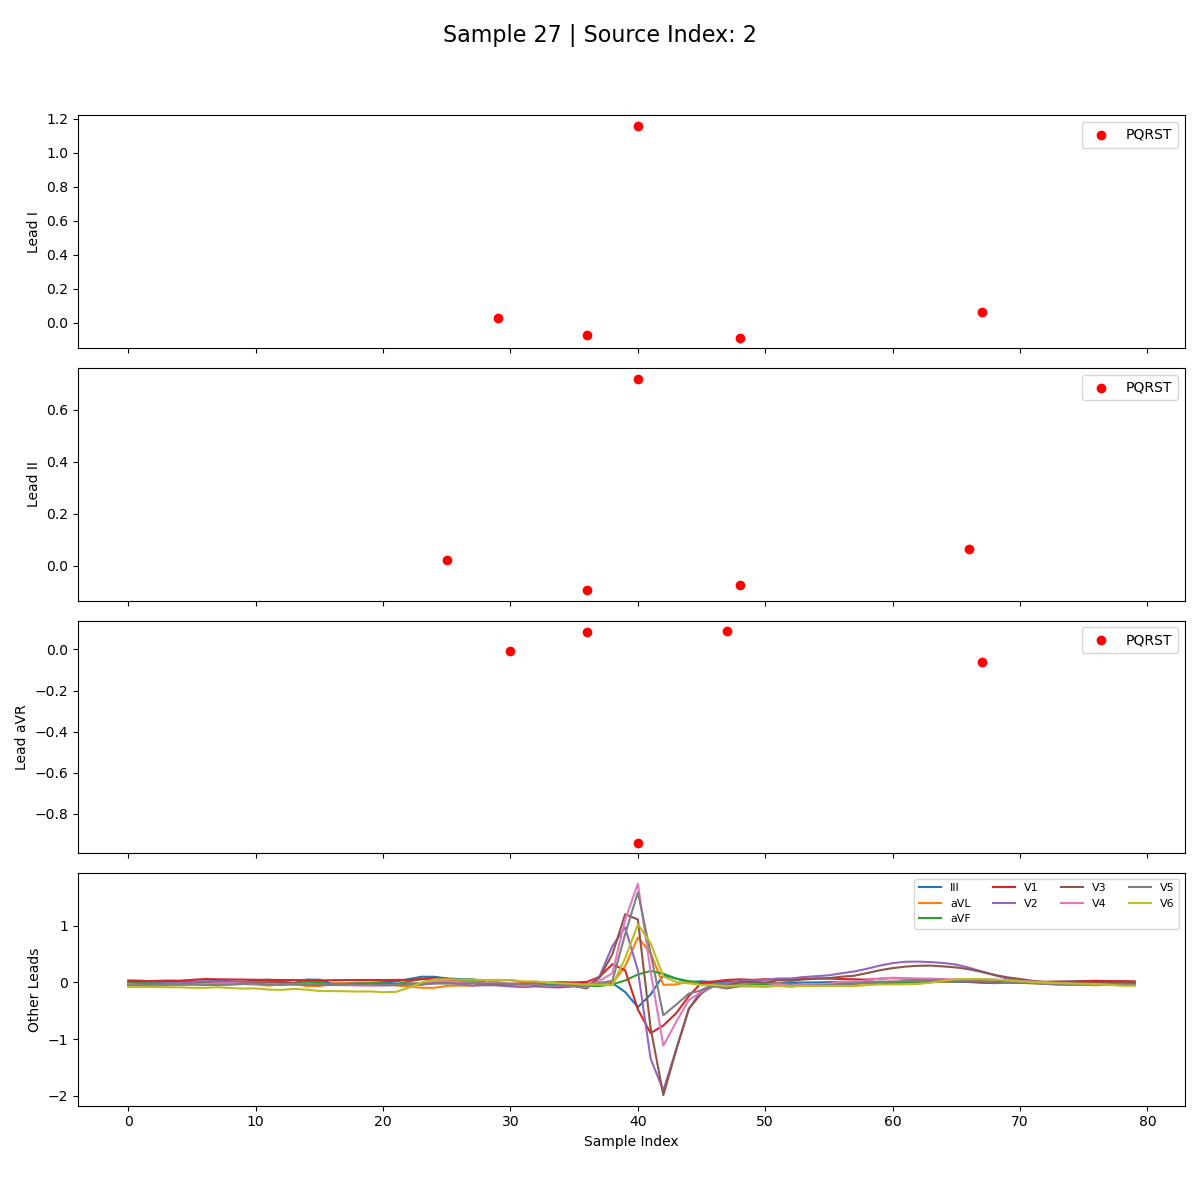 Sample 27 | Source Index: 2
1.2
1.0
0.8
0.6
0.4
0.2
0.0
Lead I
PQRST
0.6
0.4
0.2
0.0
Lead II
PQRST
0.0
−0.2
−0.4
−0.6
−0.8
Lead aVR
PQRST
1
0
−1
−2
Other Leads
III V1 V3 V5
aVL V2 V4 V6
aVF
0 10 20 30 40 50 60 70 80
Sample Index